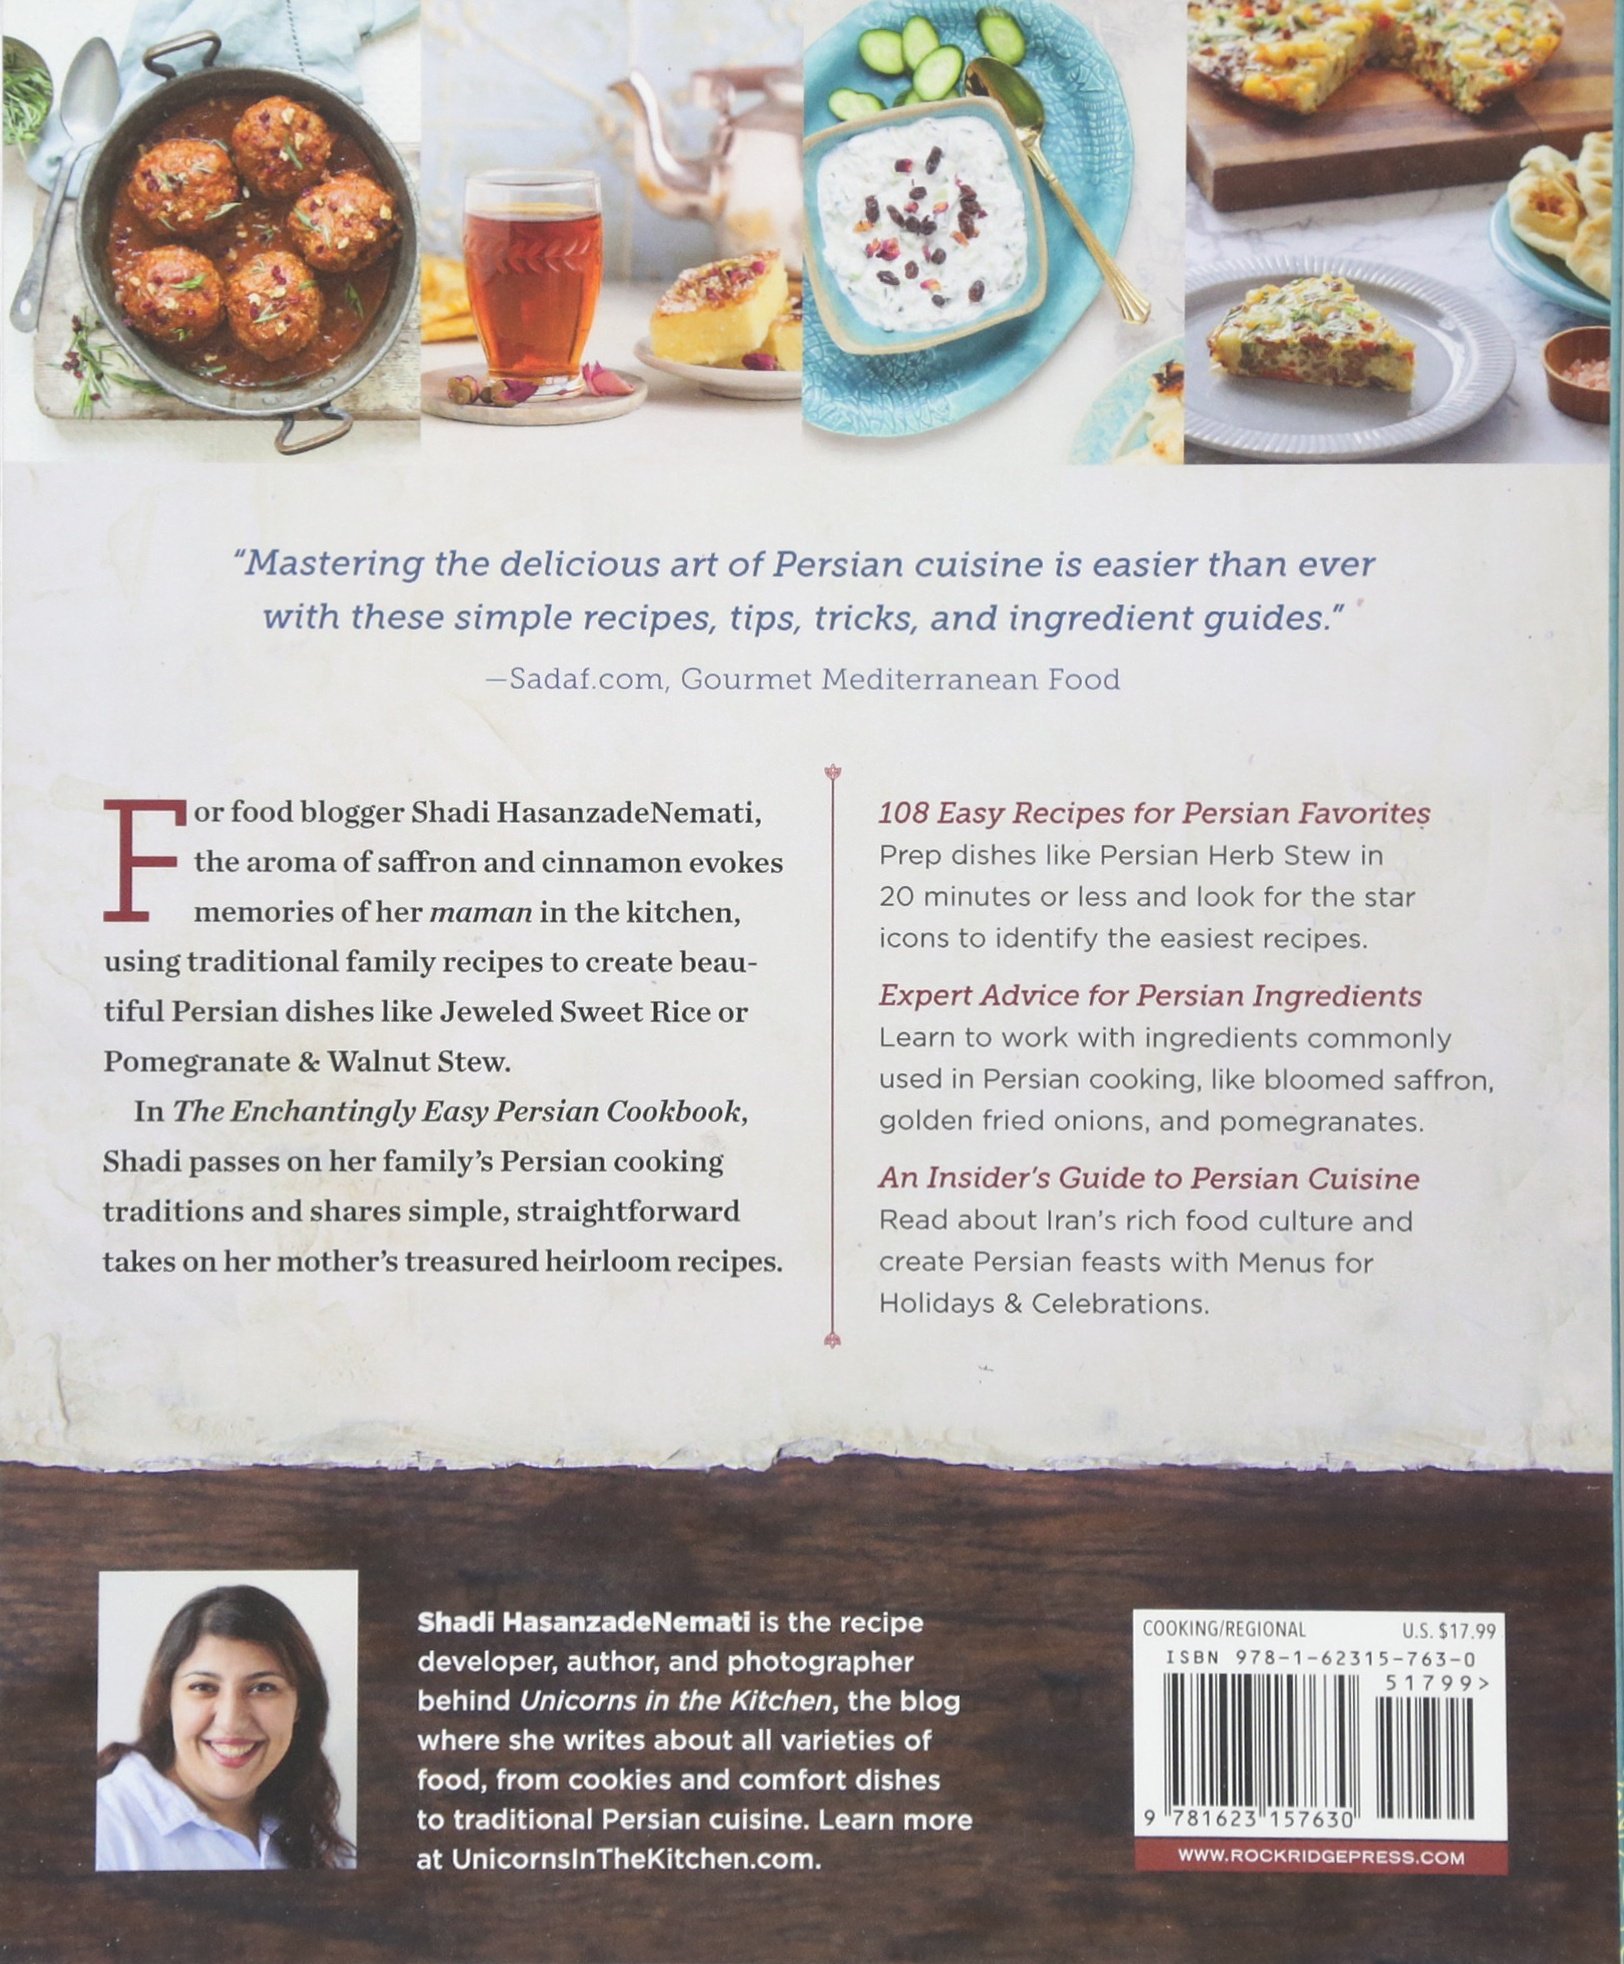 “Mastering the delicious art of Persian cuisine is easier than ever
with these simple recipes, tips, tricks, and ingredient guides.”
—Sadaf.com, Gourmet Mediterranean Food
For food blogger Shadi HasanzadeNemati,
the aroma of saffron and cinnamon evokes
memories of her maman in the kitchen,
using traditional family recipes to create beau-
tiful Persian dishes like Jeweled Sweet Rice or
Pomegranate & Walnut Stew.
In The Enchantingly Easy Persian Cookbook,
Shadi passes on her family’s Persian cooking
traditions and shares simple, straightforward
takes on her mother’s treasured heirloom recipes.
108 Easy Recipes for Persian Favorites
Prep dishes like Persian Herb Stew in
20 minutes or less and look for the star
icons to identify the easiest recipes.
Expert Advice for Persian Ingredients
Learn to work with ingredients commonly
used in Persian cooking, like bloomed saffron,
golden fried onions, and pomegranates.
An Insider’s Guide to Persian Cuisine
Read about Iran’s rich food culture and
create Persian feasts with Menus for
Holidays & Celebrations.
Shadi HasanzadeNemati is the recipe
developer, author, and photographer
behind Unicorns in the Kitchen, the blog
where she writes about all varieties of
food, from cookies and comfort dishes
to traditional Persian cuisine. Learn more
at UnicornsInTheKitchen.com.
COOKING/REGIONAL U.S. $17.99
ISBN 978-1-62315-763-0
51799>
9 781623 157630
WWW.ROCKRIDGEPRESS.COM